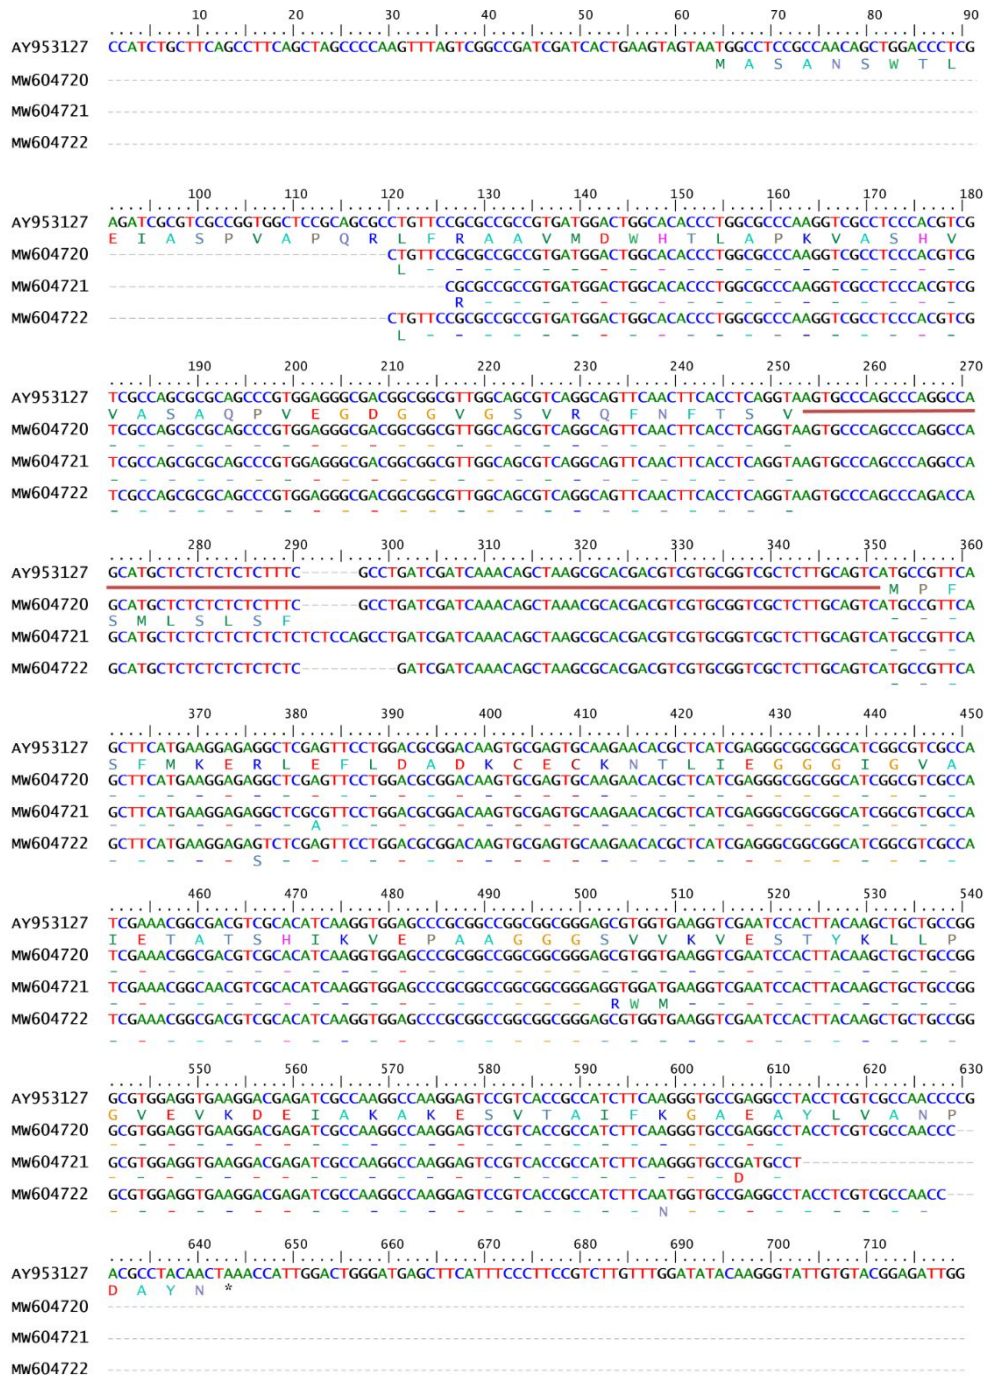 10 20 30 40 50 60 70 80 90
AY953127 CCATCTGCTTCAGCCTTCAGCTAGCCCCAAGTTTAGTCGGCCGATCGATCACTGAAGTAGTAATGGCCTCCGCCAACAGCTGGACCCTCG
M A S A N S W T L
MW604720
MW604721
MW604722
100 110 120 130 140 150 160 170 180
AY953127 AGATCGCGTCGCCGGTGGCTCCGCAGCGCCTGTTCCGCGCCGCCGTGATGGACTGGCACACCCTGGCGCCCAAGGTCGCCTCCCACGTCG
E I A S P V A P Q R L F R A A V M D W H T L A P K V A S H V
MW604720 CTGTTCCGCGCCGCCGTGATGGACTGGCACACCCTGGCGCCCAAGGTCGCCTCCCACGTCG
L
MW604721 CGCGCCGCCGTGATGGACTGGCACACCCTGGCGCCCAAGGTCGCCTCCCACGTCG
R
MW604722 CTGTTCCGCGCCGCCGTGATGGACTGGCACACCCTGGCGCCCAAGGTCGCCTCCCACGTCG
L
190 200 210 220 230 240 250 260 270
AY953127 TCGCCAGCGCGCAGCCCGTGGAGGGCGACGGCGGCGTTGGCAGCGTCAGGCAGTTCAACTTCACCTCAGGTAAGTGCCCAGCCCAGGCCA
V A S A Q P V E G D G G V G S V R Q F N F T S V
MW604720 TCGCCAGCGCGCAGCCCGTGGAGGGCGACGGCGGCGTTGGCAGCGTCAGGCAGTTCAACTTCACCTCAGGTAAGTGCCCAGCCCAGGCCA
MW604721 TCGCCAGCGCGCAGCCCGTGGAGGGCGACGGCGGCGTTGGCAGCGTCAGGCAGTTCAACTTCACCTCAGGTAAGTGCCCAGCCCAGGCCA
MW604722 TCGCCAGCGCGCAGCCCGTGGAGGGCGACGGCGGCGTTGGCAGCGTCAGGCAGTTCAACTTCACCTCAGGTAAGTGCCCAGCCCAGACCA
280 290 300 310 320 330 340 350 360
AY953127 GCATGCTCTCTCTCTCTTTC------GCCTGATCGATCAAACAGCTAAGCGCACGACGTCGTGCGGTCGCTCTTGCAGTCATGCCGTTCA
M P F
MW604720 GCATGCTCTCTCTCTCTTTC------GCCTGATCGATCAAACAGCTAAACGCACGACGTCGTGCGGTCGCTCTTGCAGTCATGCCGTTCA
S M L S L S F
MW604721 GCATGCTCTCTCTCTCTCTCTCTCCAGCCTGATCGATCAAACAGCTAAGCGCACGACGTCGTGCGGTCGCTCTTGCAGTCATGCCGTTCA
MW604722 GCATGCTCTCTCTCTCTCTC----------GATCGATCAAACAGCTAAGCGCACGACGTCGTGCGGTCGCTCTTGCAGTCATGCCGTTCA
370 380 390 400 410 420 430 440 450
AY953127 GCTTCATGAAGGAGAGGCTCGAGTTCCTGGACGCGGACAAGTGCGAGTGCAAGAACACGCTCATCGAGGGCGGCGGCATCGGCGTCGCCA
S F M K E R L E F L D A D K C E C K N T L I E G G G I G V A
MW604720 GCTTCATGAAGGAGAGGCTCGAGTTCCTGGACGCGGACAAGTGCGAGTGCAAGAACACGCTCATCGAGGGCGGCGGCATCGGCGTCGCCA
MW604721 GCTTCATGAAGGAGAGGCTCGCGTTCCTGGACGCGGACAAGTGCGAGTGCAAGAACACGCTCATCGAGGGCGGCGGCATCGGCGTCGCCA
A
MW604722 GCTTCATGAAGGAGAGTCTCGAGTTCCTGGACGCGGACAAGTGCGAGTGCAAGAACACGCTCATCGAGGGCGGCGGCATCGGCGTCGCCA
S
460 470 480 490 500 510 520 530 540
AY953127 TCGAAACGGCGACGTCGCACATCAAGGTGGAGCCCGCGGCCGGCGGCGGGAGCGTGGTGAAGGTCGAATCCACTTACAAGCTGCTGCCGG
I E T A T S H I K V E P A A G G G S V V K V E S T Y K L L P
MW604720 TCGAAACGGCGACGTCGCACATCAAGGTGGAGCCCGCGGCCGGCGGCGGGAGCGTGGTGAAGGTCGAATCCACTTACAAGCTGCTGCCGG
MW604721 TCGAAACGGCAACGTCGCACATCAAGGTGGAGCCCGCGGCCGGCGGCGGGAGGTGGATGAAGGTCGAATCCACTTACAAGCTGCTGCCGG
R W M
MW604722 TCGAAACGGCGACGTCGCACATCAAGGTGGAGCCCGCGGCCGGCGGCGGGAGCGTGGTGAAGGTCGAATCCACTTACAAGCTGCTGCCGG
550 560 570 580 590 600 610 620 630
AY953127 GCGTGGAGGTGAAGGACGAGATCGCCAAGGCCAAGGAGTCCGTCACCGCCATCTTCAAGGGTGCCGAGGCCTACCTCGTCGCCAACCCCG
G V E V K D E I A K A K E S V T A I F K G A E A Y L V A N P
MW604720 GCGTGGAGGTGAAGGACGAGATCGCCAAGGCCAAGGAGTCCGTCACCGCCATCTTCAAGGGTGCCGAGGCCTACCTCGTCGCCAACCC--
MW604721 GCGTGGAGGTGAAGGACGAGATCGCCAAGGCCAAGGAGTCCGTCACCGCCATCTTCAAGGGTGCCGATGCCT
D
MW604722 GCGTGGAGGTGAAGGACGAGATCGCCAAGGCCAAGGAGTCCGTCACCGCCATCTTCAATGGTGCCGAGGCCTACCTCGTCGCCAACC---
N
640 650 660 670 680 690 700 710
AY953127 ACGCCTACAACTAAACCATTGGACTGGGATGAGCTTCATTTCCCTTCCGTCTTGTTTGGATATACAAGGGTATTGTGTACGGAGATTGG
D A Y N *
MW604720
MW604721
MW604722